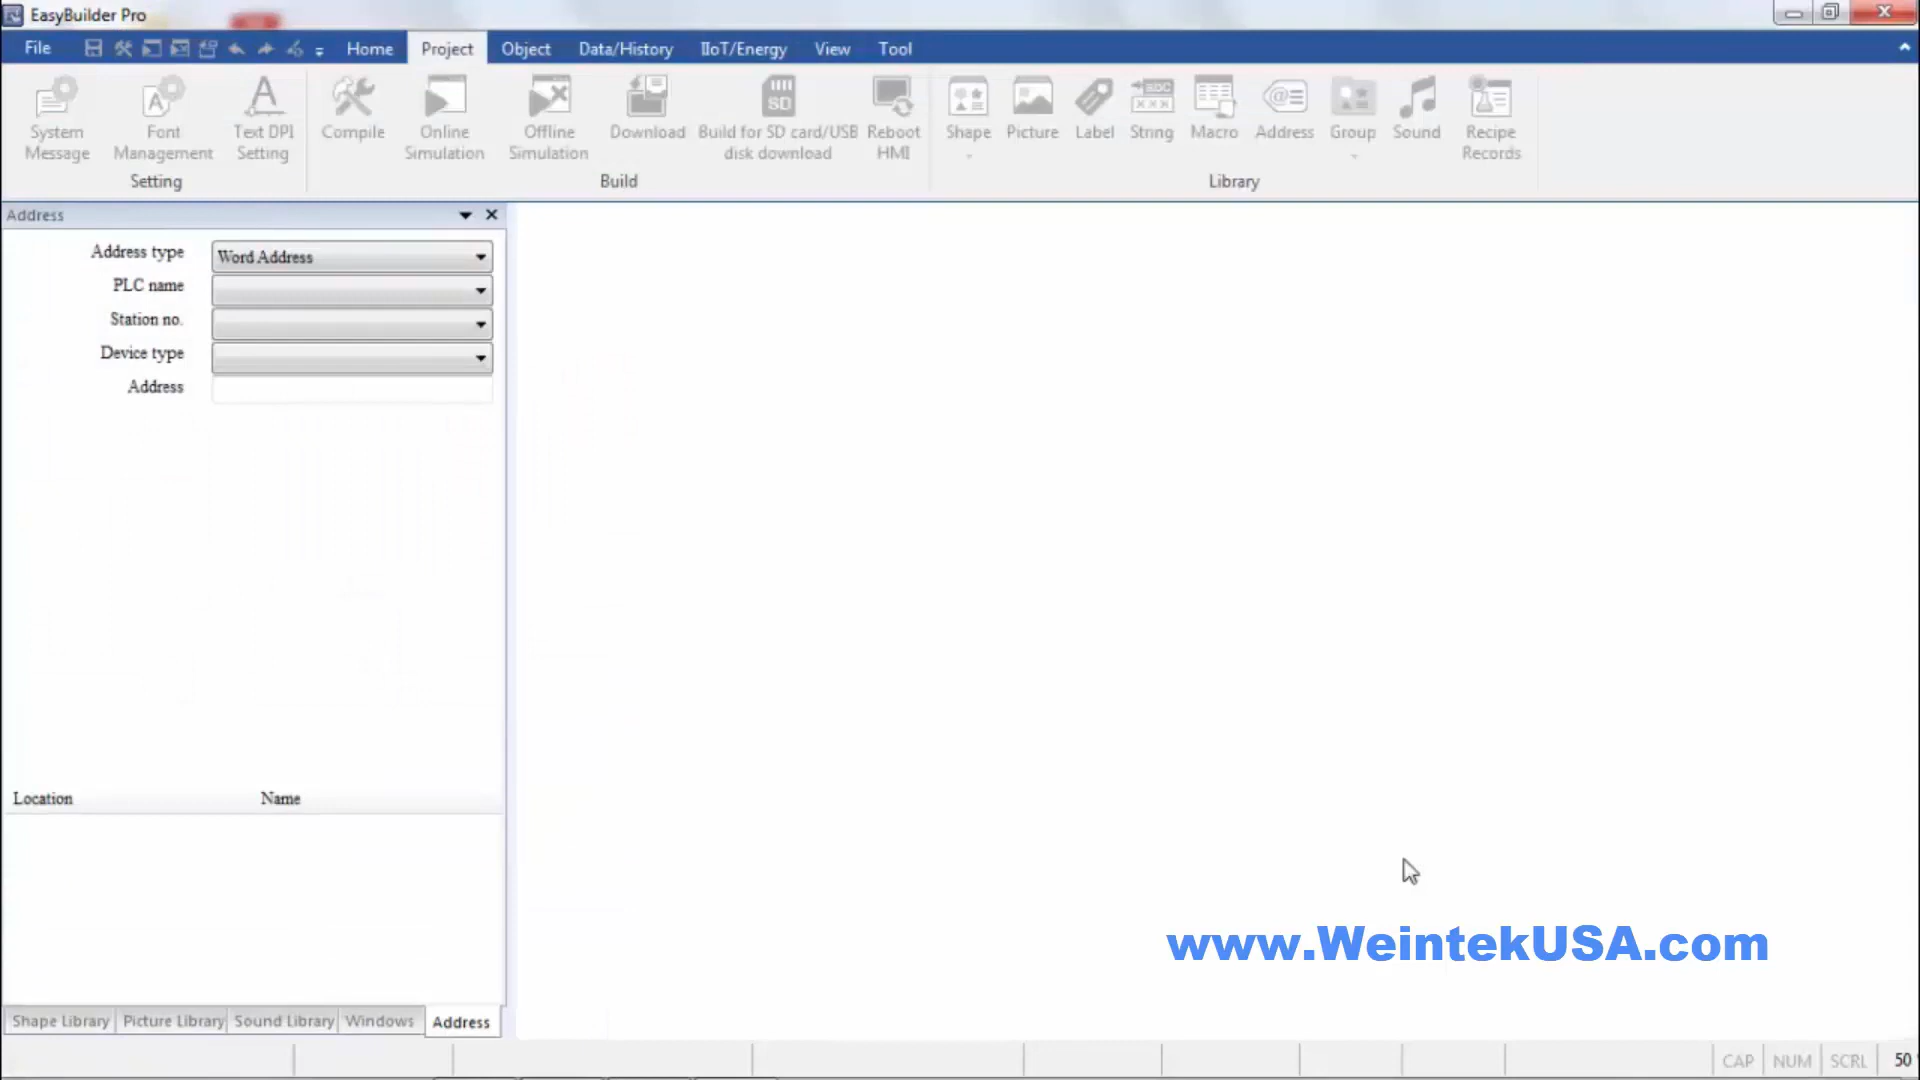 EasyBuilder Pro
File Home Project Object Data/History IIoT/Energy View Tool
System Message
Font Management
Text DPI Setting
Compile
Online Simulation
Offline Simulation
Download
Build for SD card/USB disk download
Reboot HMI
Shape
Picture
Label
String
Macro
Address
Group
Sound
Recipe Records
Setting
Build
Library
Address
Address type Word Address
PLC name
Station no.
Device type
Address
Location Name
www.WeintekUSA.com
Shape Library Picture Library Sound Library Windows Address
CAP NUM SCRL 50